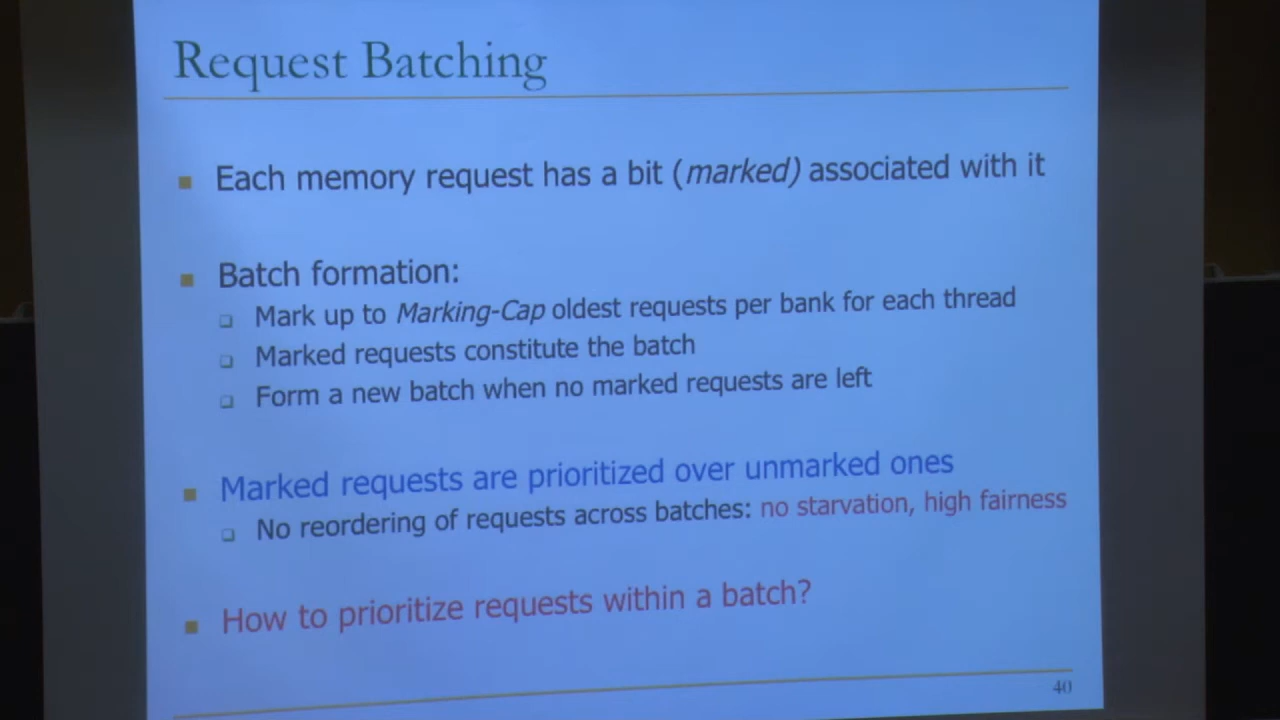 Request Batching
Each memory request has a bit (marked) associated with it
Batch formation:
Mark up to Marking-Cap oldest requests per bank for each thread
Marked requests constitute the batch
Form a new batch when no marked requests are left
Marked requests are prioritized over unmarked ones
No reordering of requests across batches: no starvation, high fairness
How to prioritize requests within a batch?
40